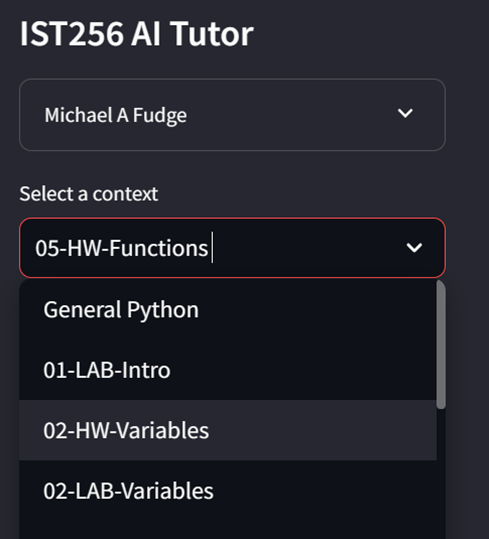 IST256 AI Tutor
Michael A Fudge
Select a context
05-HW-Functions
General Python
01-LAB-Intro
02-HW-Variables
02-LAB-Variables